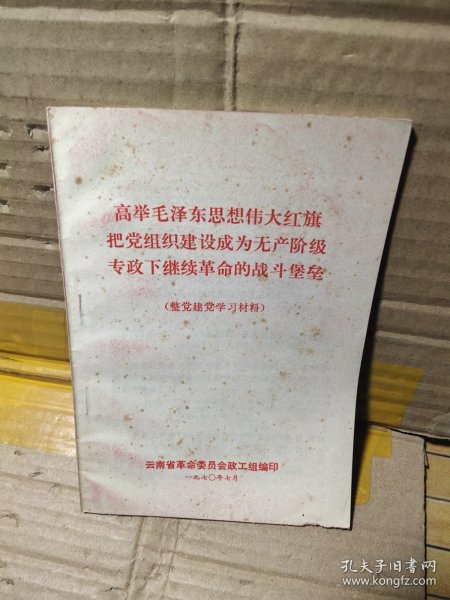 高举毛泽东思想伟大红旗
把党组织建设成为无产阶级
专政下继续革命的战斗堡垒
（整党建党学习材料）
云南省革命委员会政工组编印
一九七〇年七月
孔夫子旧书网
www.kongfz.com